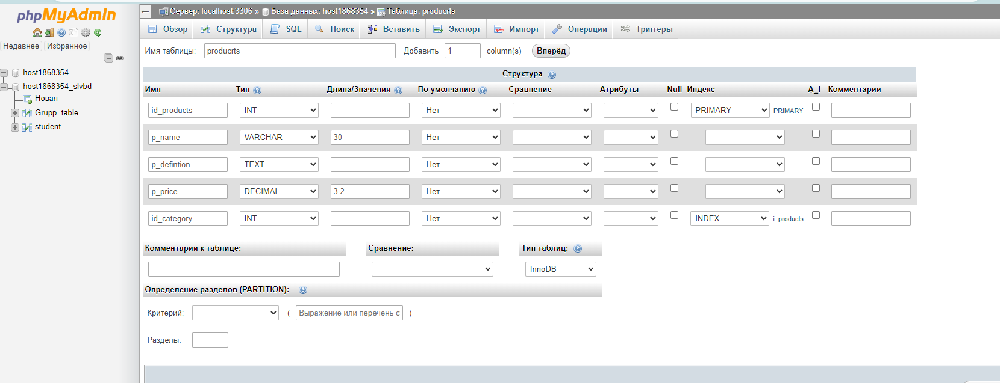 phpMyAdmin
Недавнее Избранное
host1868354
host1868354_slvbd
Новая
Grupp_table
student
← Сервер: localhost:3306 » База данных: host1868354 » Таблица: producrts
Обзор Структура SQL Поиск Вставить Экспорт Импорт Операции Триггеры
Имя таблицы: producrts Добавить 1 column(s) Вперёд
Структура
Имя Тип Длина/Значения По умолчанию Сравнение Атрибуты Null Индекс A_I Комментарии
id_products INT Нет PRIMARY PRIMARY
p_name VARCHAR 30 Нет ---
p_defintion TEXT Нет ---
p_price DECIMAL 3.2 Нет ---
id_category INT Нет INDEX i_products
Комментарии к таблице: Сравнение: Тип таблиц:
InnoDB
Определение разделов (PARTITION):
Критерий: ( Выражение или перечень с )
Разделы: